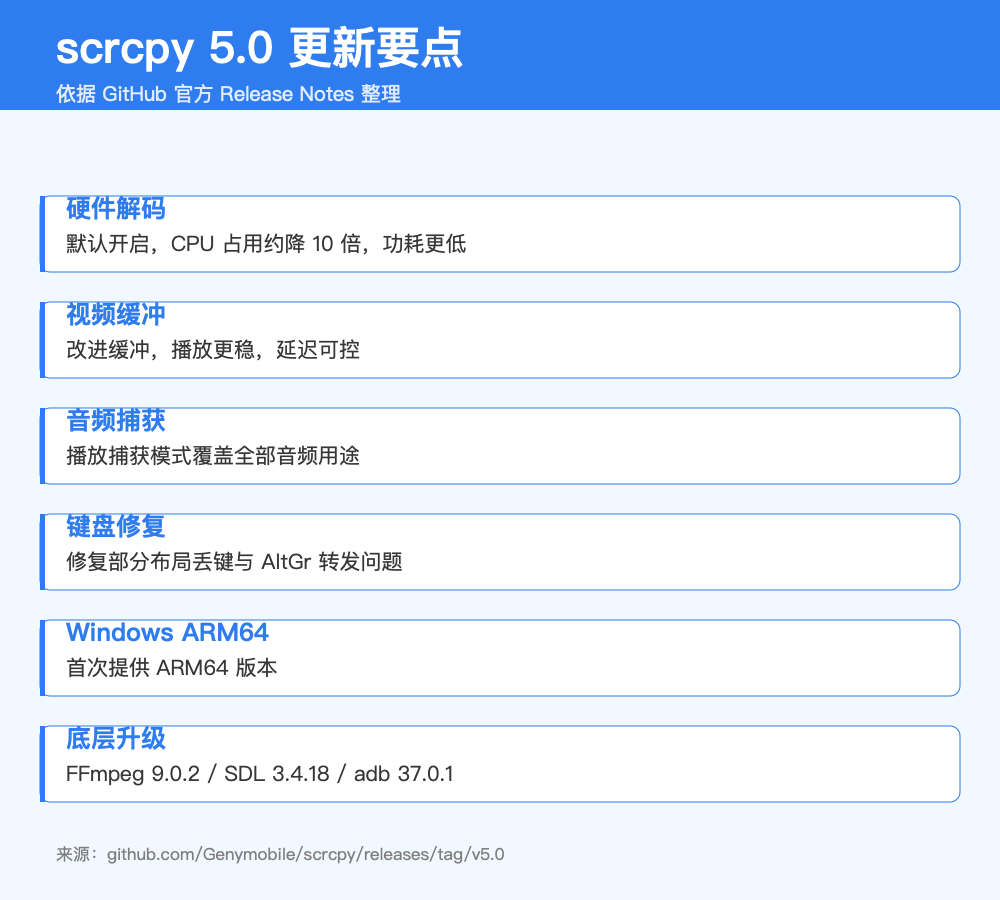 scrcpy 5.0 更新要点
依据 GitHub 官方 Release Notes 整理
硬件解码
默认开启，CPU 占用约降 10 倍，功耗更低
视频缓冲
改进缓冲，播放更稳，延迟可控
音频捕获
播放捕获模式覆盖全部音频用途
键盘修复
修复部分布局丢键与 AltGr 转发问题
Windows ARM64
首次提供 ARM64 版本
底层升级
FFmpeg 9.0.2 / SDL 3.4.18 / adb 37.0.1
来源：github.com/Genymobile/scrcpy/releases/tag/v5.0